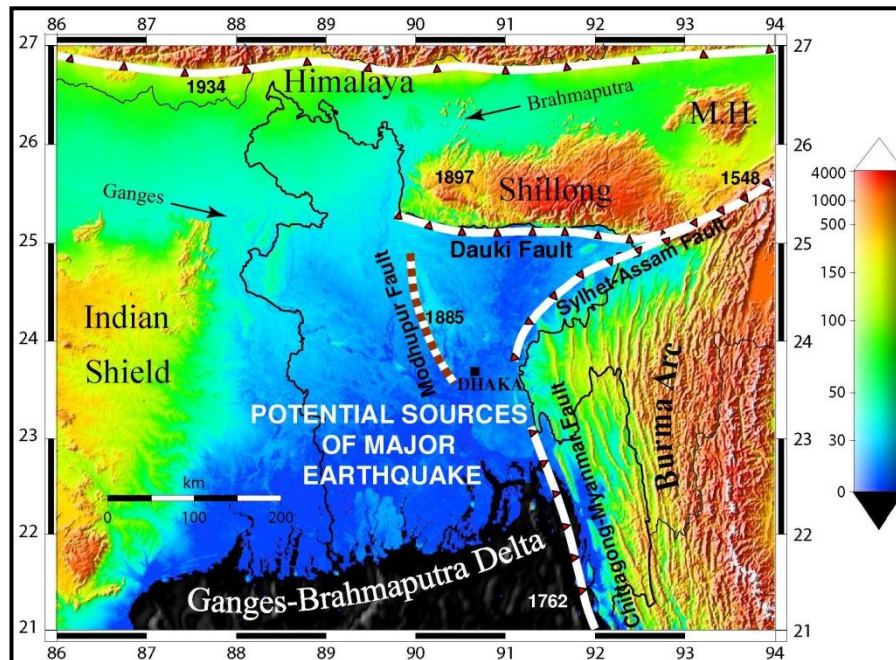 86 87 88 89 90 91 92 93 94
27 27
1934
Himalaya
Brahmaputra
M.H.
26 26
Ganges
1897
Shillong
1548
25 25
Dauki Fault
Sylhet-Assam Fault
Modhupur Fault
1885
24 24
Indian
Shield
DHAKA
POTENTIAL SOURCES
OF MAJOR
EARTHQUAKE
Chittagong-Myanmak Fault
Burma Arc
23 23
km
0 100 200
22 22
Ganges-Brahmaputra Delta
1762
21 21
86 87 88 89 90 91 92 93 94
4000
1000
500
150
100
50
30
0